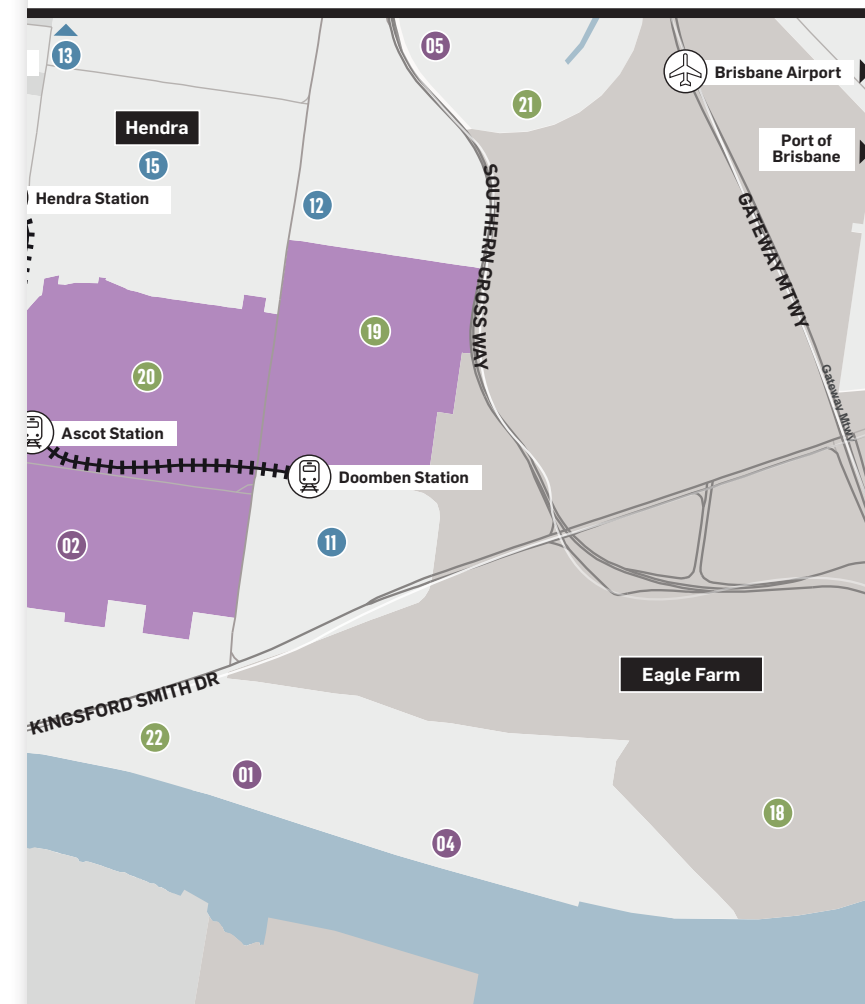 05
13
Brisbane Airport
21
Hendra
Port of
Brisbane
15
Hendra Station
12
SOUTHERN CROSS WAY
GATEWAY MTWY
19
20
Gateway Mtwy
Ascot Station
Doomben Station
02
11
Eagle Farm
KINGSFORD SMITH DR
22
01
18
04